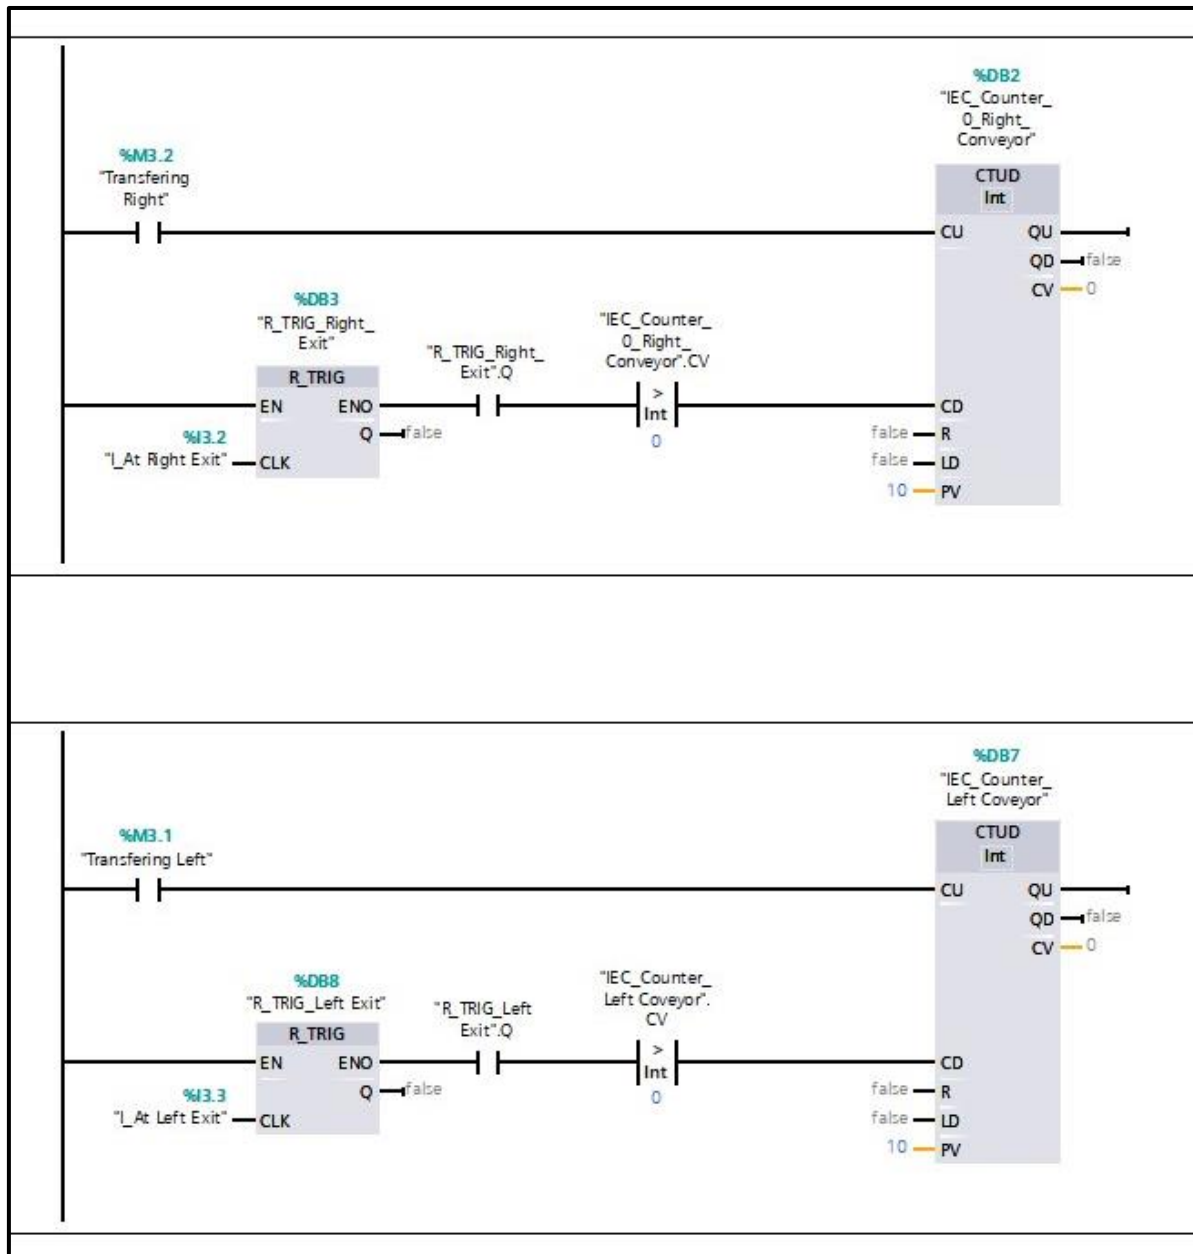 %DB2
"IEC_Counter_
0_Right_
Conveyor"
%M3.2
"Transfering
Right"
CTUD
Int
CU
QU
QD
false
CV
0
%DB3
"R_TRIG_Right_
Exit"
R_TRIG
EN
ENO
Q
false
%I3.2
"I_At Right Exit"
CLK
"R_TRIG_Right_
Exit".Q
"IEC_Counter_
0_Right_
Conveyor".CV
>
Int
0
CD
false
R
false
LD
10
PV
%DB7
"IEC_Counter_
Left Coveyor"
%M3.1
"Transfering Left"
CTUD
Int
CU
QU
QD
false
CV
0
%DB8
"R_TRIG_Left Exit"
R_TRIG
EN
ENO
Q
false
%I3.3
"I_At Left Exit"
CLK
"R_TRIG_Left
Exit".Q
"IEC_Counter_
Left Coveyor".
CV
>
Int
0
CD
false
R
false
LD
10
PV